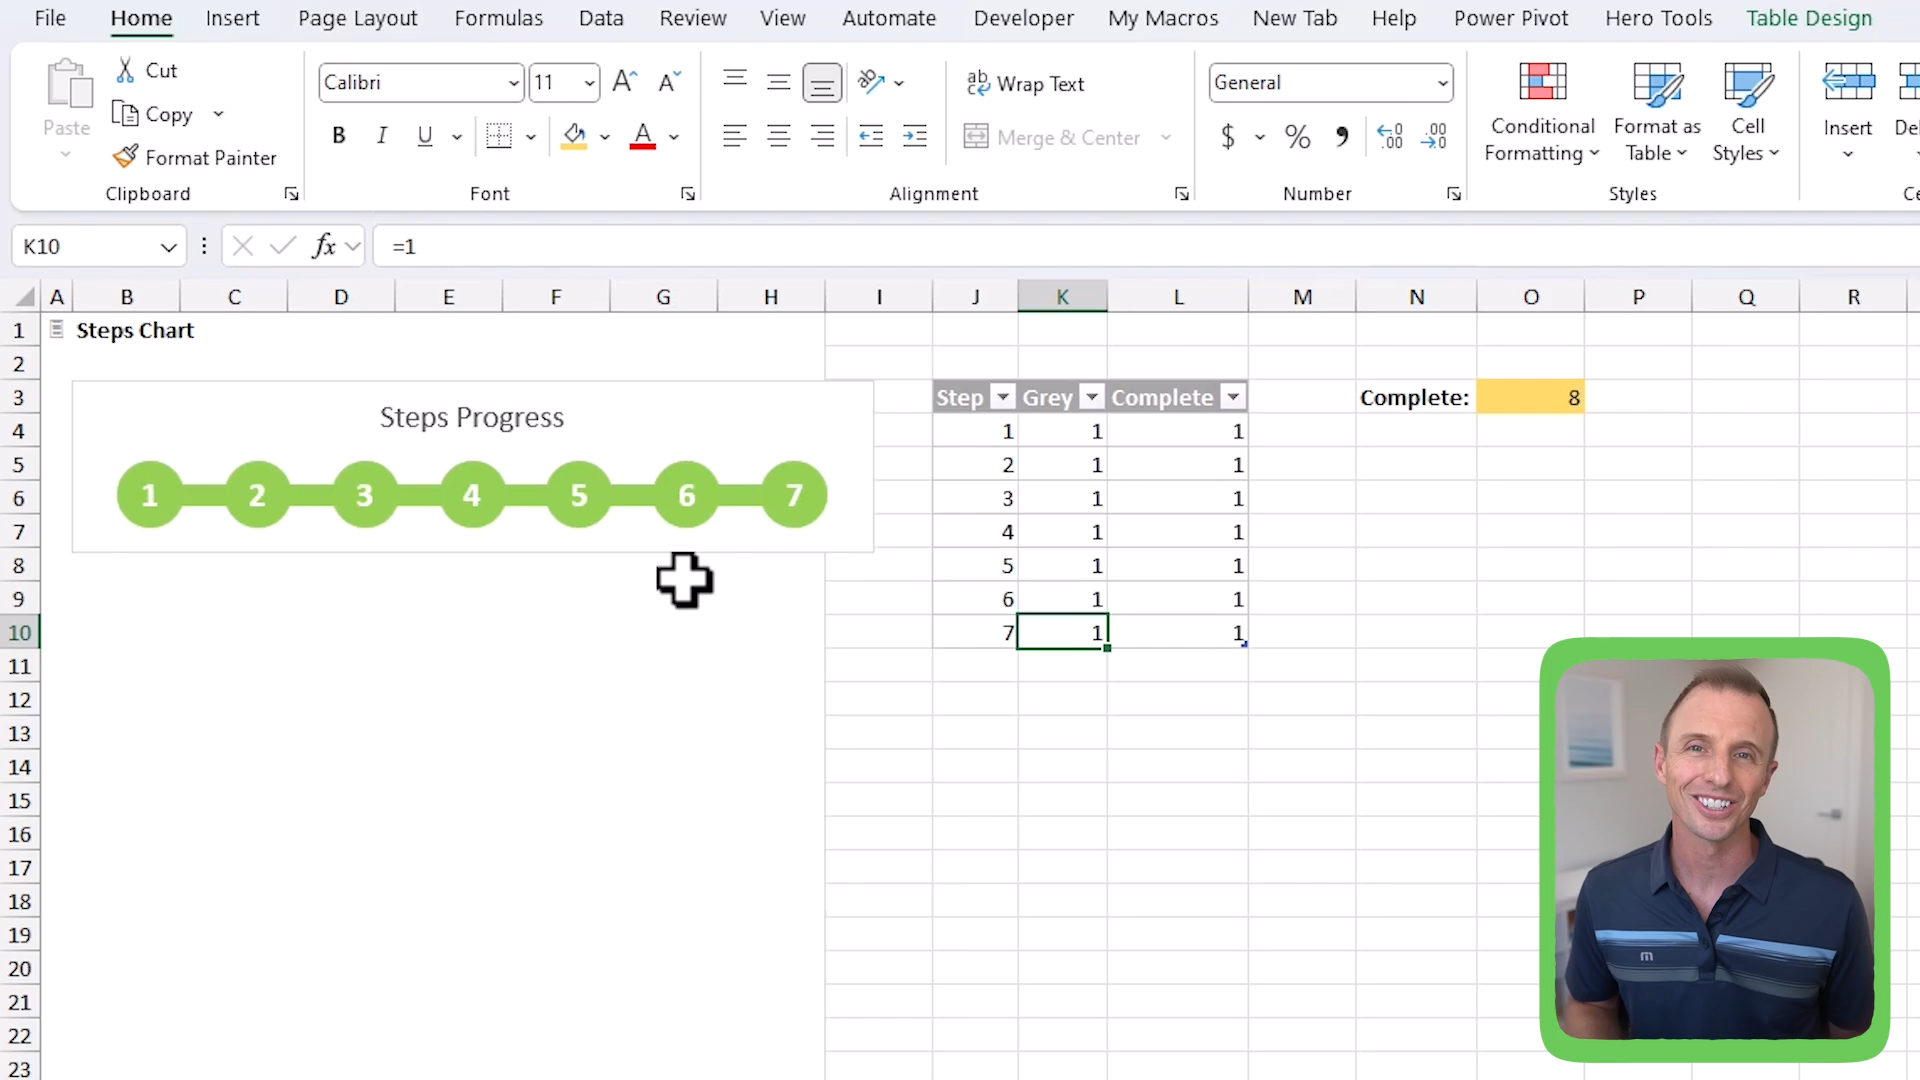 File Home Insert Page Layout Formulas Data Review View Automate Developer My Macros New Tab Help Power Pivot Hero Tools Table Design
Paste
Cut
Copy
Format Painter
Clipboard
Calibri 11
B I U
Font
Wrap Text
Merge & Center
Alignment
General
$ % 9
Number
Conditional Formatting
Format as Table
Cell Styles
Styles
Insert
K10 fx =1
A B C D E F G H I J K L M N O P Q R
1 Steps Chart
2
3 Step Grey Complete Complete: 8
Steps Progress
1 2 3 4 5 6 7
4 1 1 1
5 2 1 1
6 3 1 1
7 4 1 1
8 5 1 1
9 6 1 1
10 7 1 1
11
12
13
14
15
16
17
18
19
20
21
22
23